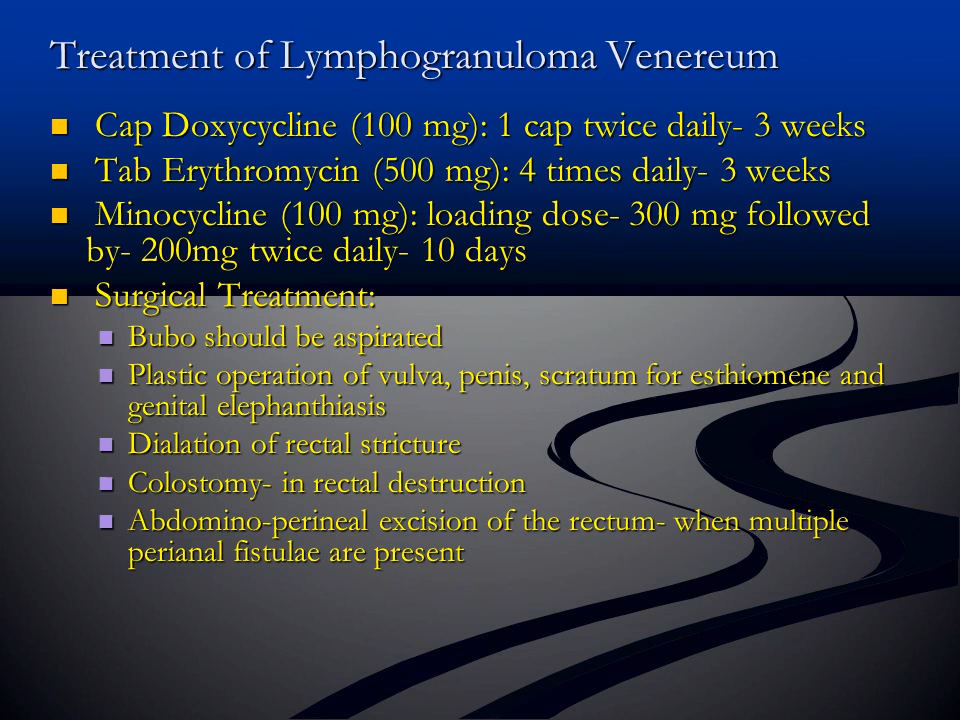 Treatment of Lymphogranuloma Venereum
Cap Doxycycline (100 mg): 1 cap twice daily- 3 weeks
Tab Erythromycin (500 mg): 4 times daily- 3 weeks
Minocycline (100 mg): loading dose- 300 mg followed
by- 200mg twice daily- 10 days
Surgical Treatment:
Bubo should be aspirated
Plastic operation of vulva, penis, scratum for esthiomene and
genital elephanthiasis
Dialation of rectal stricture
Colostomy- in rectal destruction
Abdomino-perineal excision of the rectum- when multiple
perianal fistulae are present